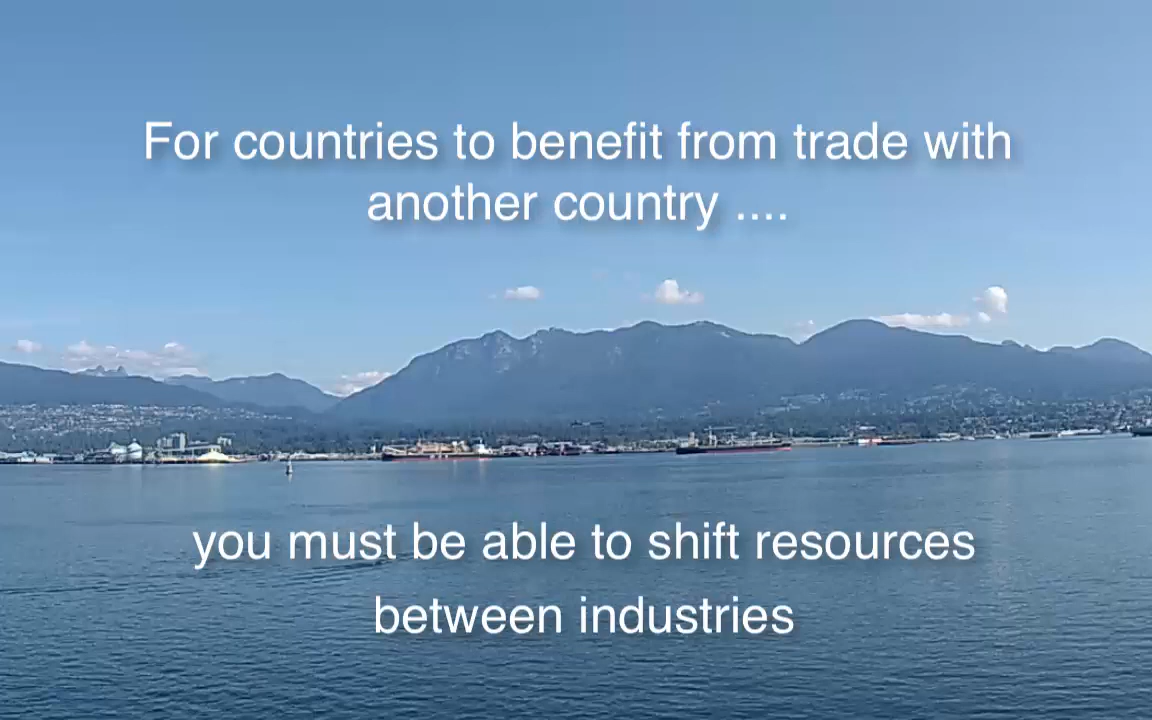 For countries to benefit from trade with
another country ....
you must be able to shift resources
between industries